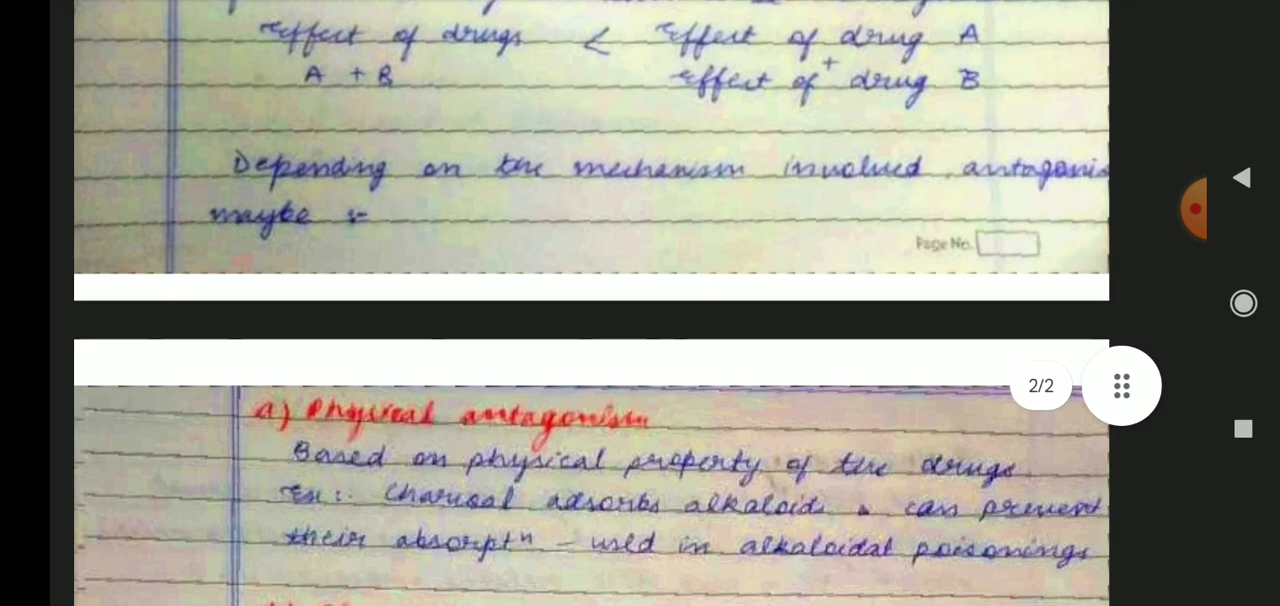 effect of drugs < effect of drug A
+
A + B effect of drug B
Depending on the mechanism involved antagonis
maybe :-
Page No.
2/2
a) Physical antagonism
Based on physical property of the drugs
Ex:. Charcoal adsorbs alkaloids & can prevent
their absorptⁿ - used in alkaloidal poisonings